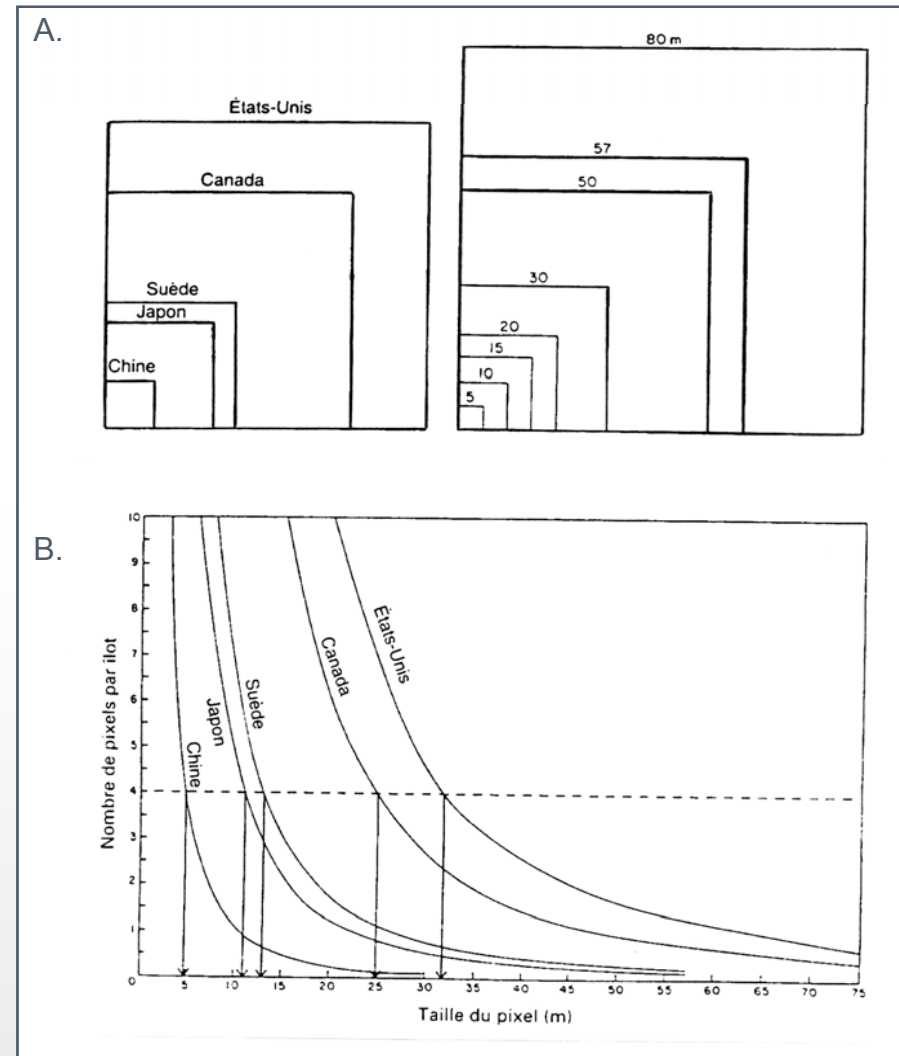 A.
États-Unis
Canada
Suède
Japon
Chine
80 m
57
50
30
20
15
10
5
B.
Nombre de pixels par îlot
10
9
8
7
6
5
4
3
2
1
0
Chine
Japon
Suède
Canada
États-Unis
5 10 15 20 25 30 35 40 45 50 55 60 65 70 75
Taille du pixel (m)